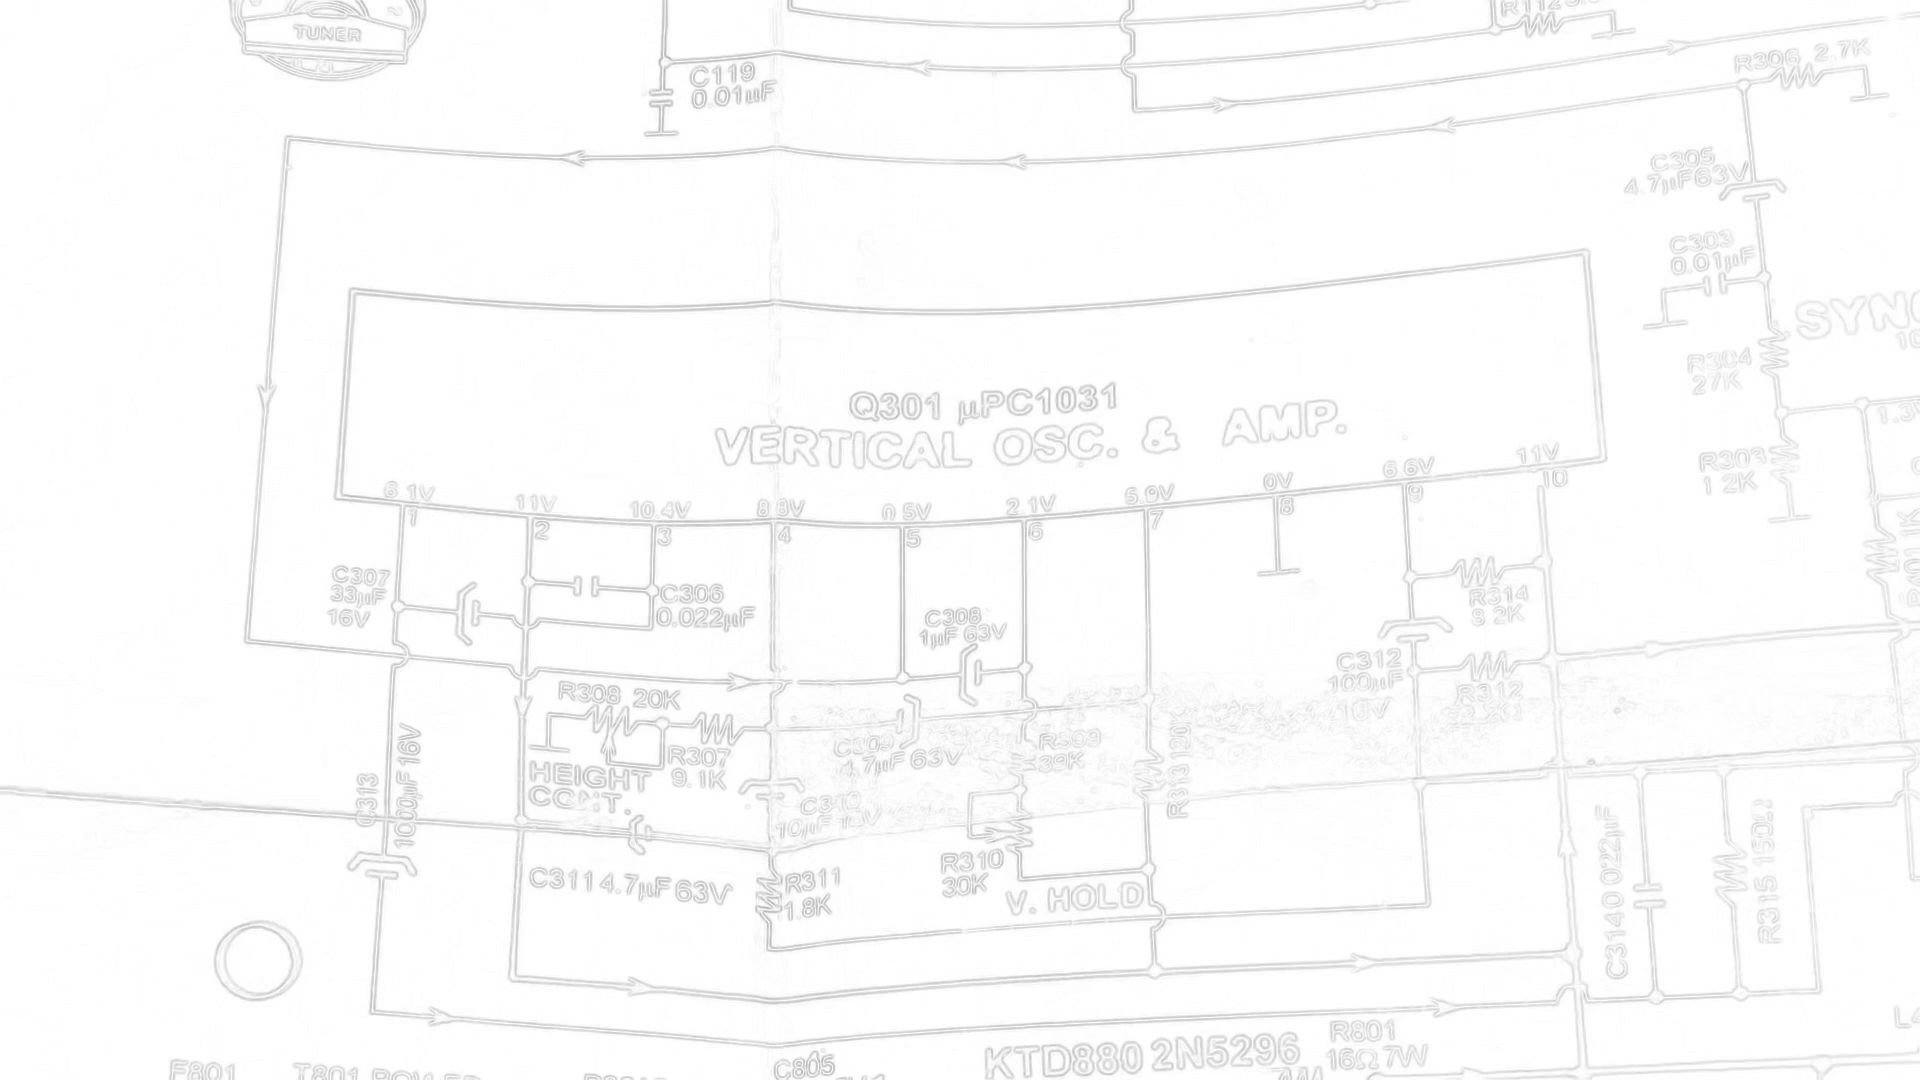 TUNER
C119
0.01µF
R306 2.7K
C305
4.7µF63V
C303
0.01µF
R304
27K
R303
1.2K
Q301 µPC1031
VERTICAL OSC. & AMP.
6.1V 11V 10.4V 8.8V 0.5V 2.1V 5.9V 0V 6.6V 11V
1 2 3 4 5 6 7 8 9 10
C307
33µF
16V
C306
0.022µF
C308
1µF 63V
R314
8.2K
C312
100µF
R312
R308 20K
R307
9.1K
HEIGHT
CONT.
4.7µF 63V
R309
39K
R313
C313
1000µF 16V
C310
10µF 16V
C311 4.7µF 63V
R311
1.8K
R310
30K
V. HOLD
C314 0.022µF
R315 150Ω
KTD880 2N5296
R801
16Ω 7W
C805